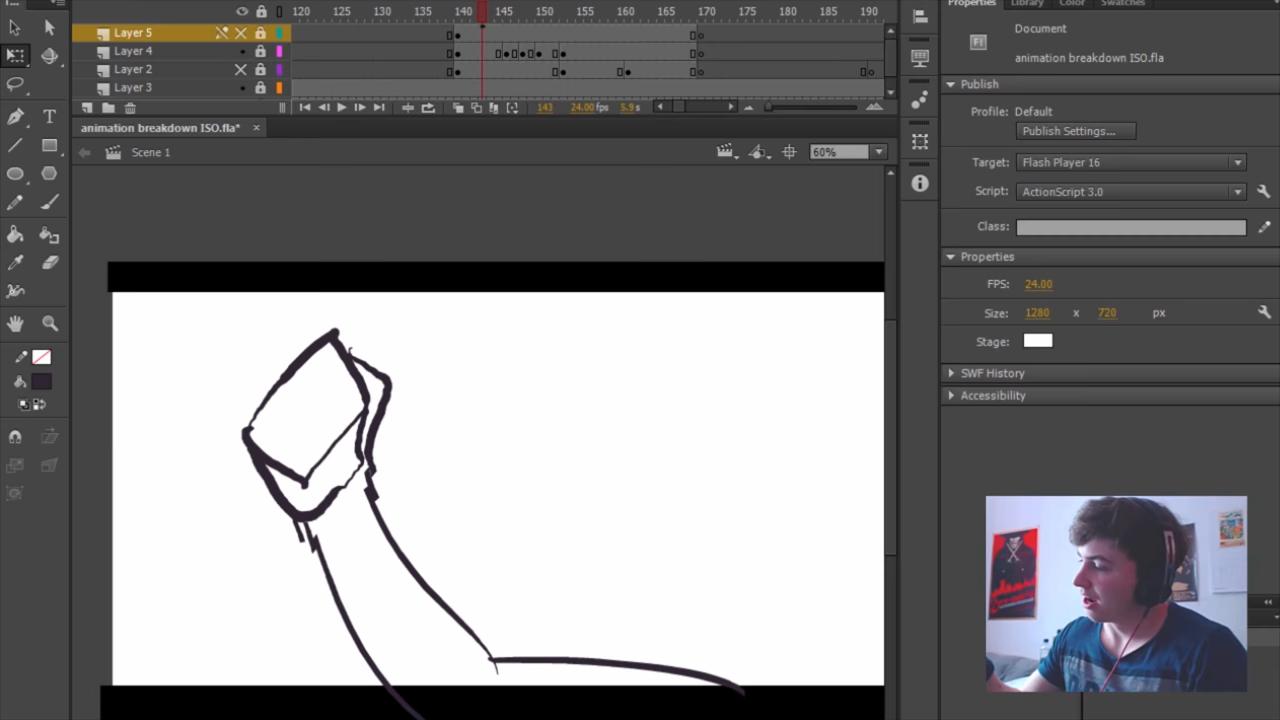 Properties Library Color Swatches
120 125 130 135 140 145 150 155 160 165 170 175 180 185 190
Layer 5
Layer 4
Layer 2
Layer 3
143 24.00 fps 5.9 s
animation breakdown ISO.fla*
Scene 1
60%
Document
Fl
animation breakdown ISO.fla
Publish
Profile: Default
Publish Settings...
Target: Flash Player 16
Script: ActionScript 3.0
Class:
Properties
FPS: 24.00
Size: 1280 x 720 px
Stage:
SWF History
Accessibility